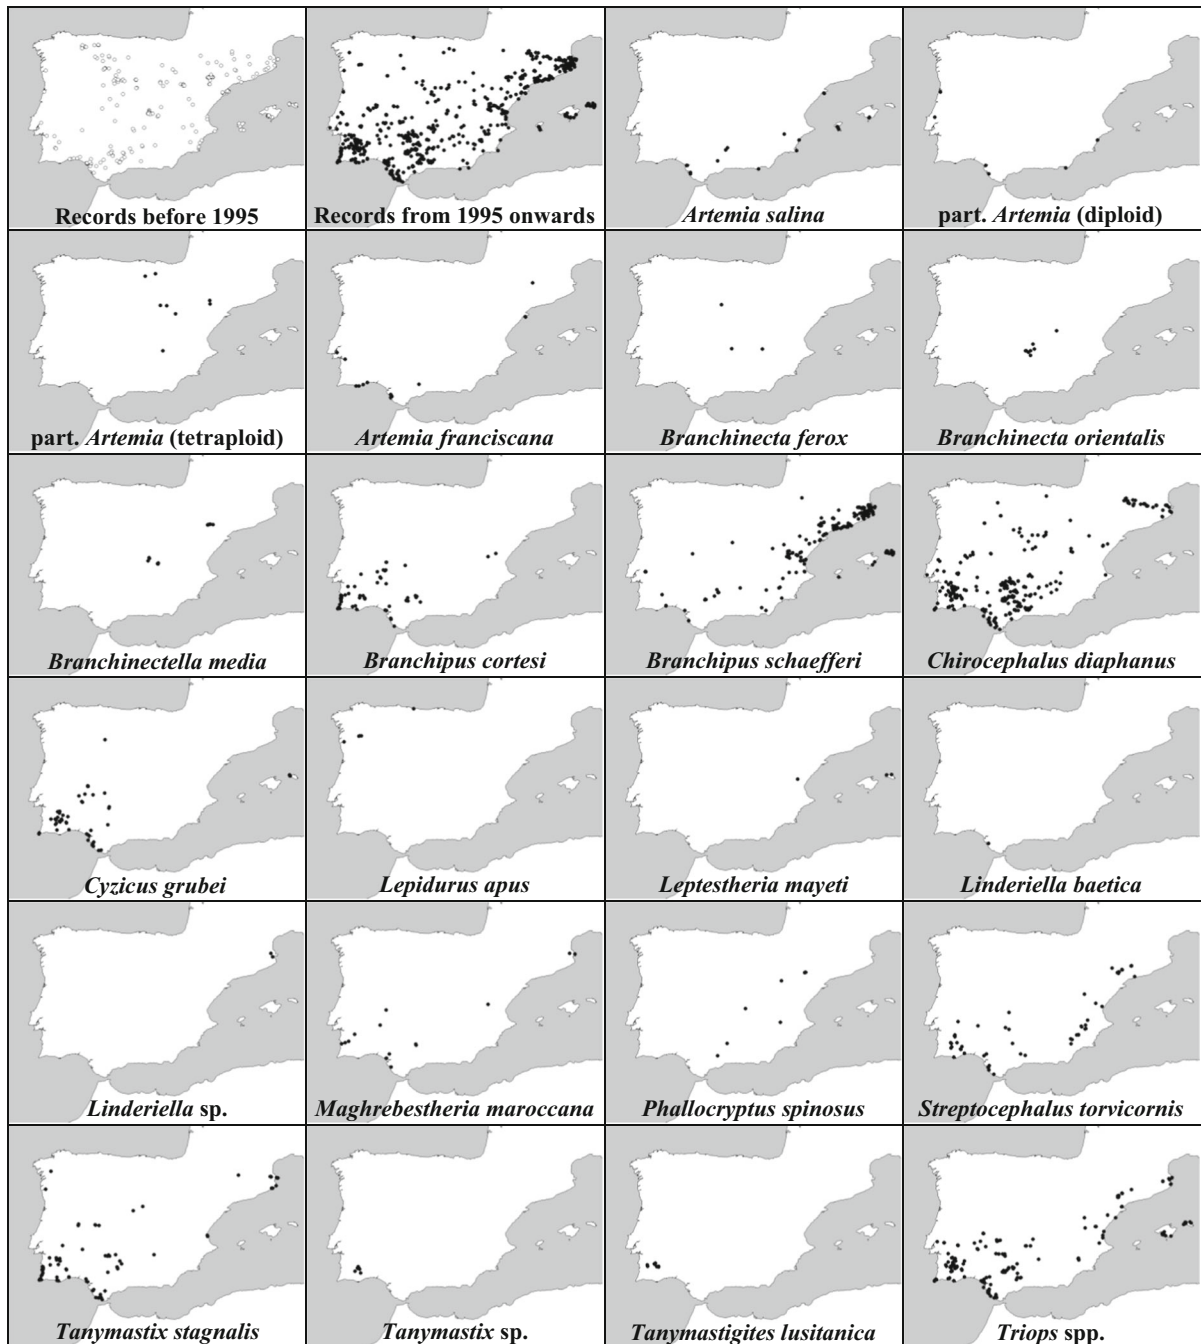 Records before 1995
Records from 1995 onwards
Artemia salina
part. Artemia (diploid)
part. Artemia (tetraploid)
Artemia franciscana
Branchinecta ferox
Branchinecta orientalis
Branchinectella media
Branchipus cortesi
Branchipus schaefferi
Chirocephalus diaphanus
Cyzicus grubei
Lepidurus apus
Leptestheria mayeti
Linderiella baetica
Linderiella sp.
Maghrebestheria maroccana
Phallocryptus spinosus
Streptocephalus torvicornis
Tanymastix stagnalis
Tanymastix sp.
Tanymastigites lusitanica
Triops spp.